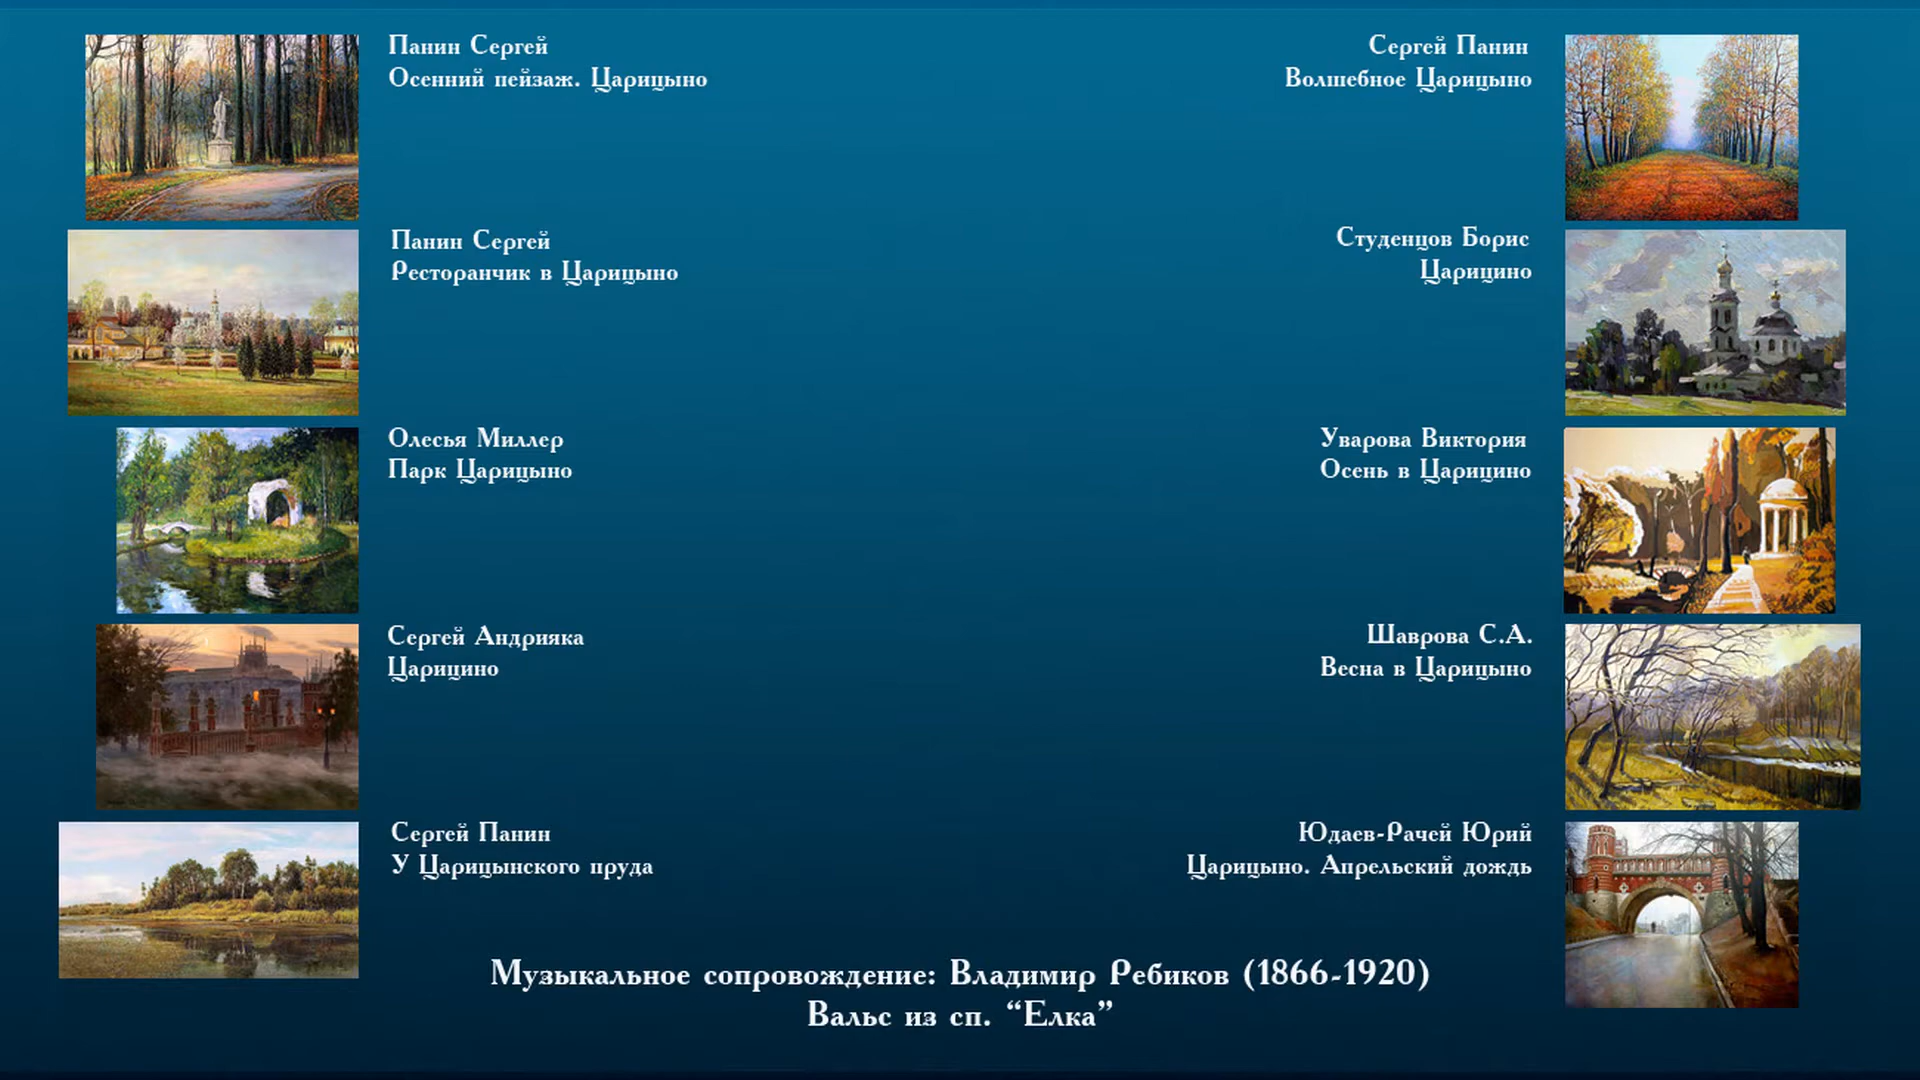 Панин Сергей
Осенний пейзаж. Царицыно
Панин Сергей
Ресторанчик в Царицыно
Олесья Миллер
Парк Царицыно
Сергей Андрияка
Царицино
Сергей Панин
У Царицынского пруда
Сергей Панин
Волшебное Царицыно
Студенцов Борис
Царицино
Уварова Виктория
Осень в Царицино
Шаврова С.А.
Весна в Царицыно
Юдаев-Рачей Юрий
Царицыно. Апрельский дождь
Музыкальное сопровождение: Владимир Ребиков (1866-1920)
Вальс из сп. “Елка”